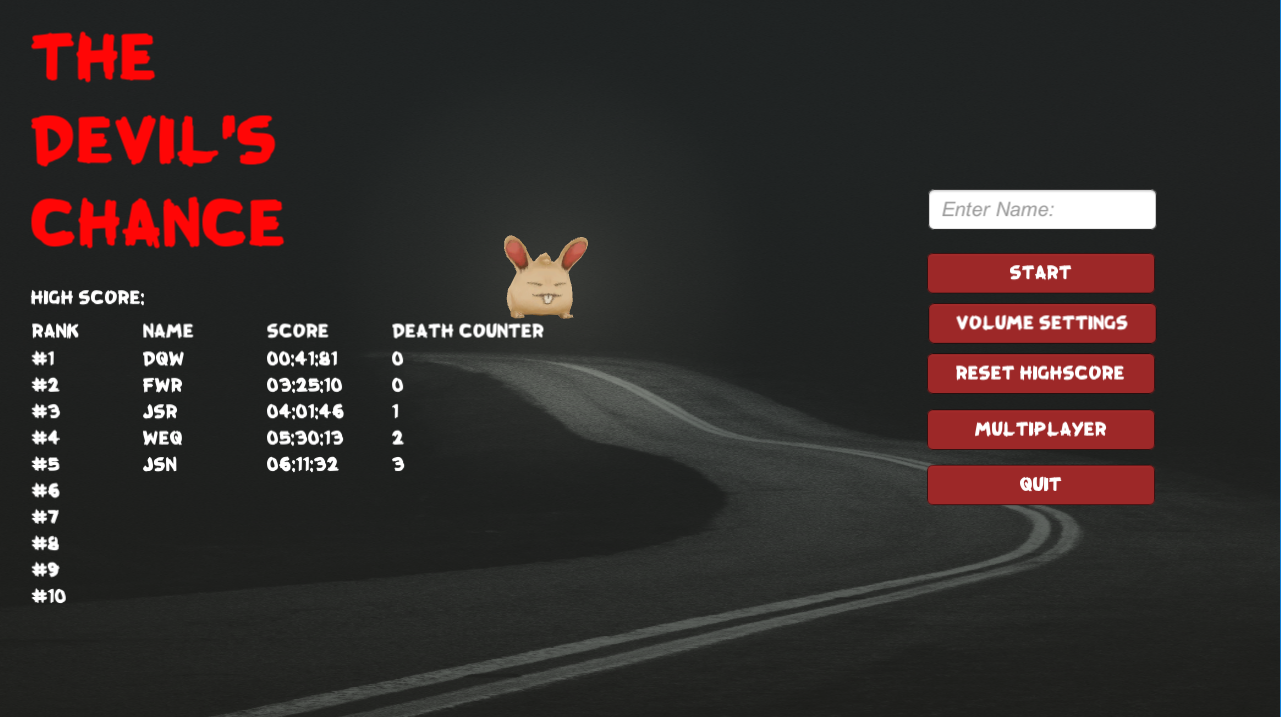 THE
DEVIL'S
CHANCE
HIGH SCORE:
RANK NAME SCORE DEATH COUNTER
#1 DQW 00:41:81 0
#2 FWR 03:25:10 0
#3 JSR 04:01:46 1
#4 WEQ 05:30:13 2
#5 JSN 06:11:32 3
#6
#7
#8
#9
#10
Enter Name:
START
VOLUME SETTINGS
RESET HIGHSCORE
MULTIPLAYER
QUIT